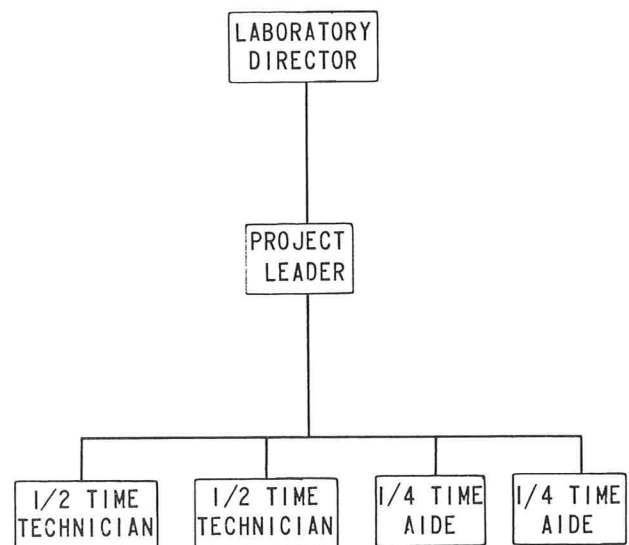 LABORATORY
DIRECTOR
PROJECT
LEADER
1/2 TIME
TECHNICIAN
1/2 TIME
TECHNICIAN
1/4 TIME
AIDE
1/4 TIME
AIDE